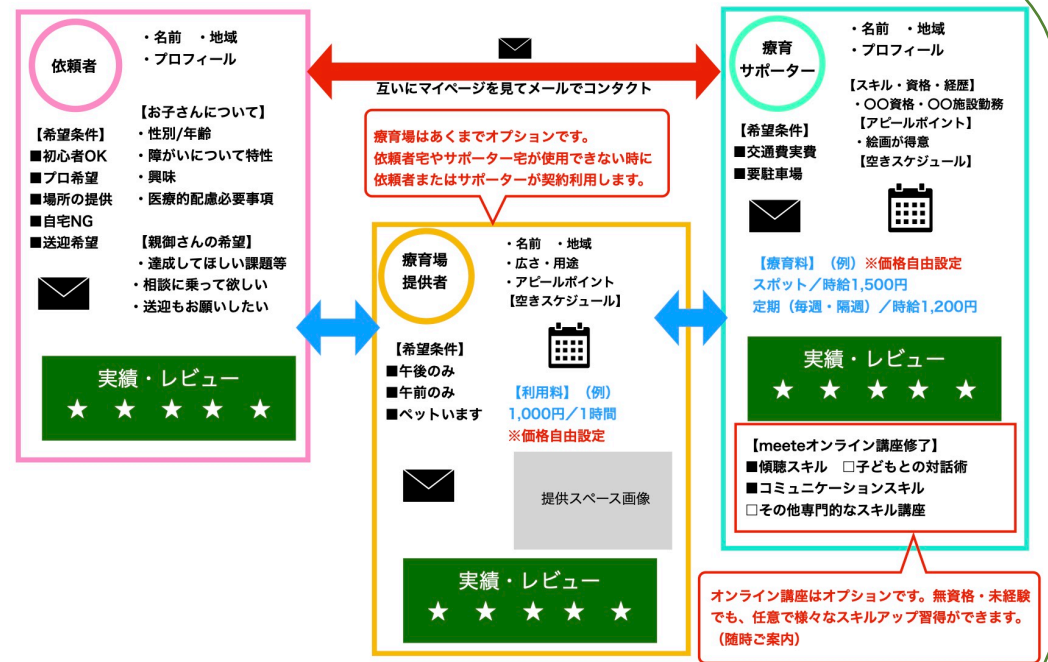 依頼者
・名前 ・地域
・プロフィール
【お子さんについて】
・性別/年齢
・障がいについて特性
・興味
・医療的配慮必要事項
【希望条件】
■初心者OK
■プロ希望
■場所の提供
■自宅NG
■送迎希望
【親御さんの希望】
・達成してほしい課題等
・相談に乗って欲しい
・送迎もお願いしたい
実績・レビュー
★ ★ ★ ★ ★
互いにマイページを見てメールでコンタクト
療育場はあくまでオプションです。
依頼者宅やサポーター宅が使用できない時に
依頼者またはサポーターが契約利用します。
療育場
提供者
・名前 ・地域
・広さ・用途
・アピールポイント
【空きスケジュール】
【希望条件】
■午後のみ
■午前のみ
■ペットいます
【利用料】（例）
1,000円／1時間
※価格自由設定
提供スペース画像
実績・レビュー
★ ★ ★ ★ ★
療育
サポーター
・名前 ・地域
・プロフィール
【スキル・資格・経歴】
・〇〇資格・〇〇施設勤務
【アピールポイント】
・絵画が得意
【空きスケジュール】
【希望条件】
■交通費実費
■要駐車場
【療育料】（例）※価格自由設定
スポット／時給1,500円
定期（毎週・隔週）／時給1,200円
実績・レビュー
★ ★ ★ ★ ★
【meeteオンライン講座修了】
■傾聴スキル □子どもとの対話術
■コミュニケーションスキル
□その他専門的なスキル講座
オンライン講座はオプションです。無資格・未経験
でも、任意で様々なスキルアップ習得ができます。
（随時ご案内）